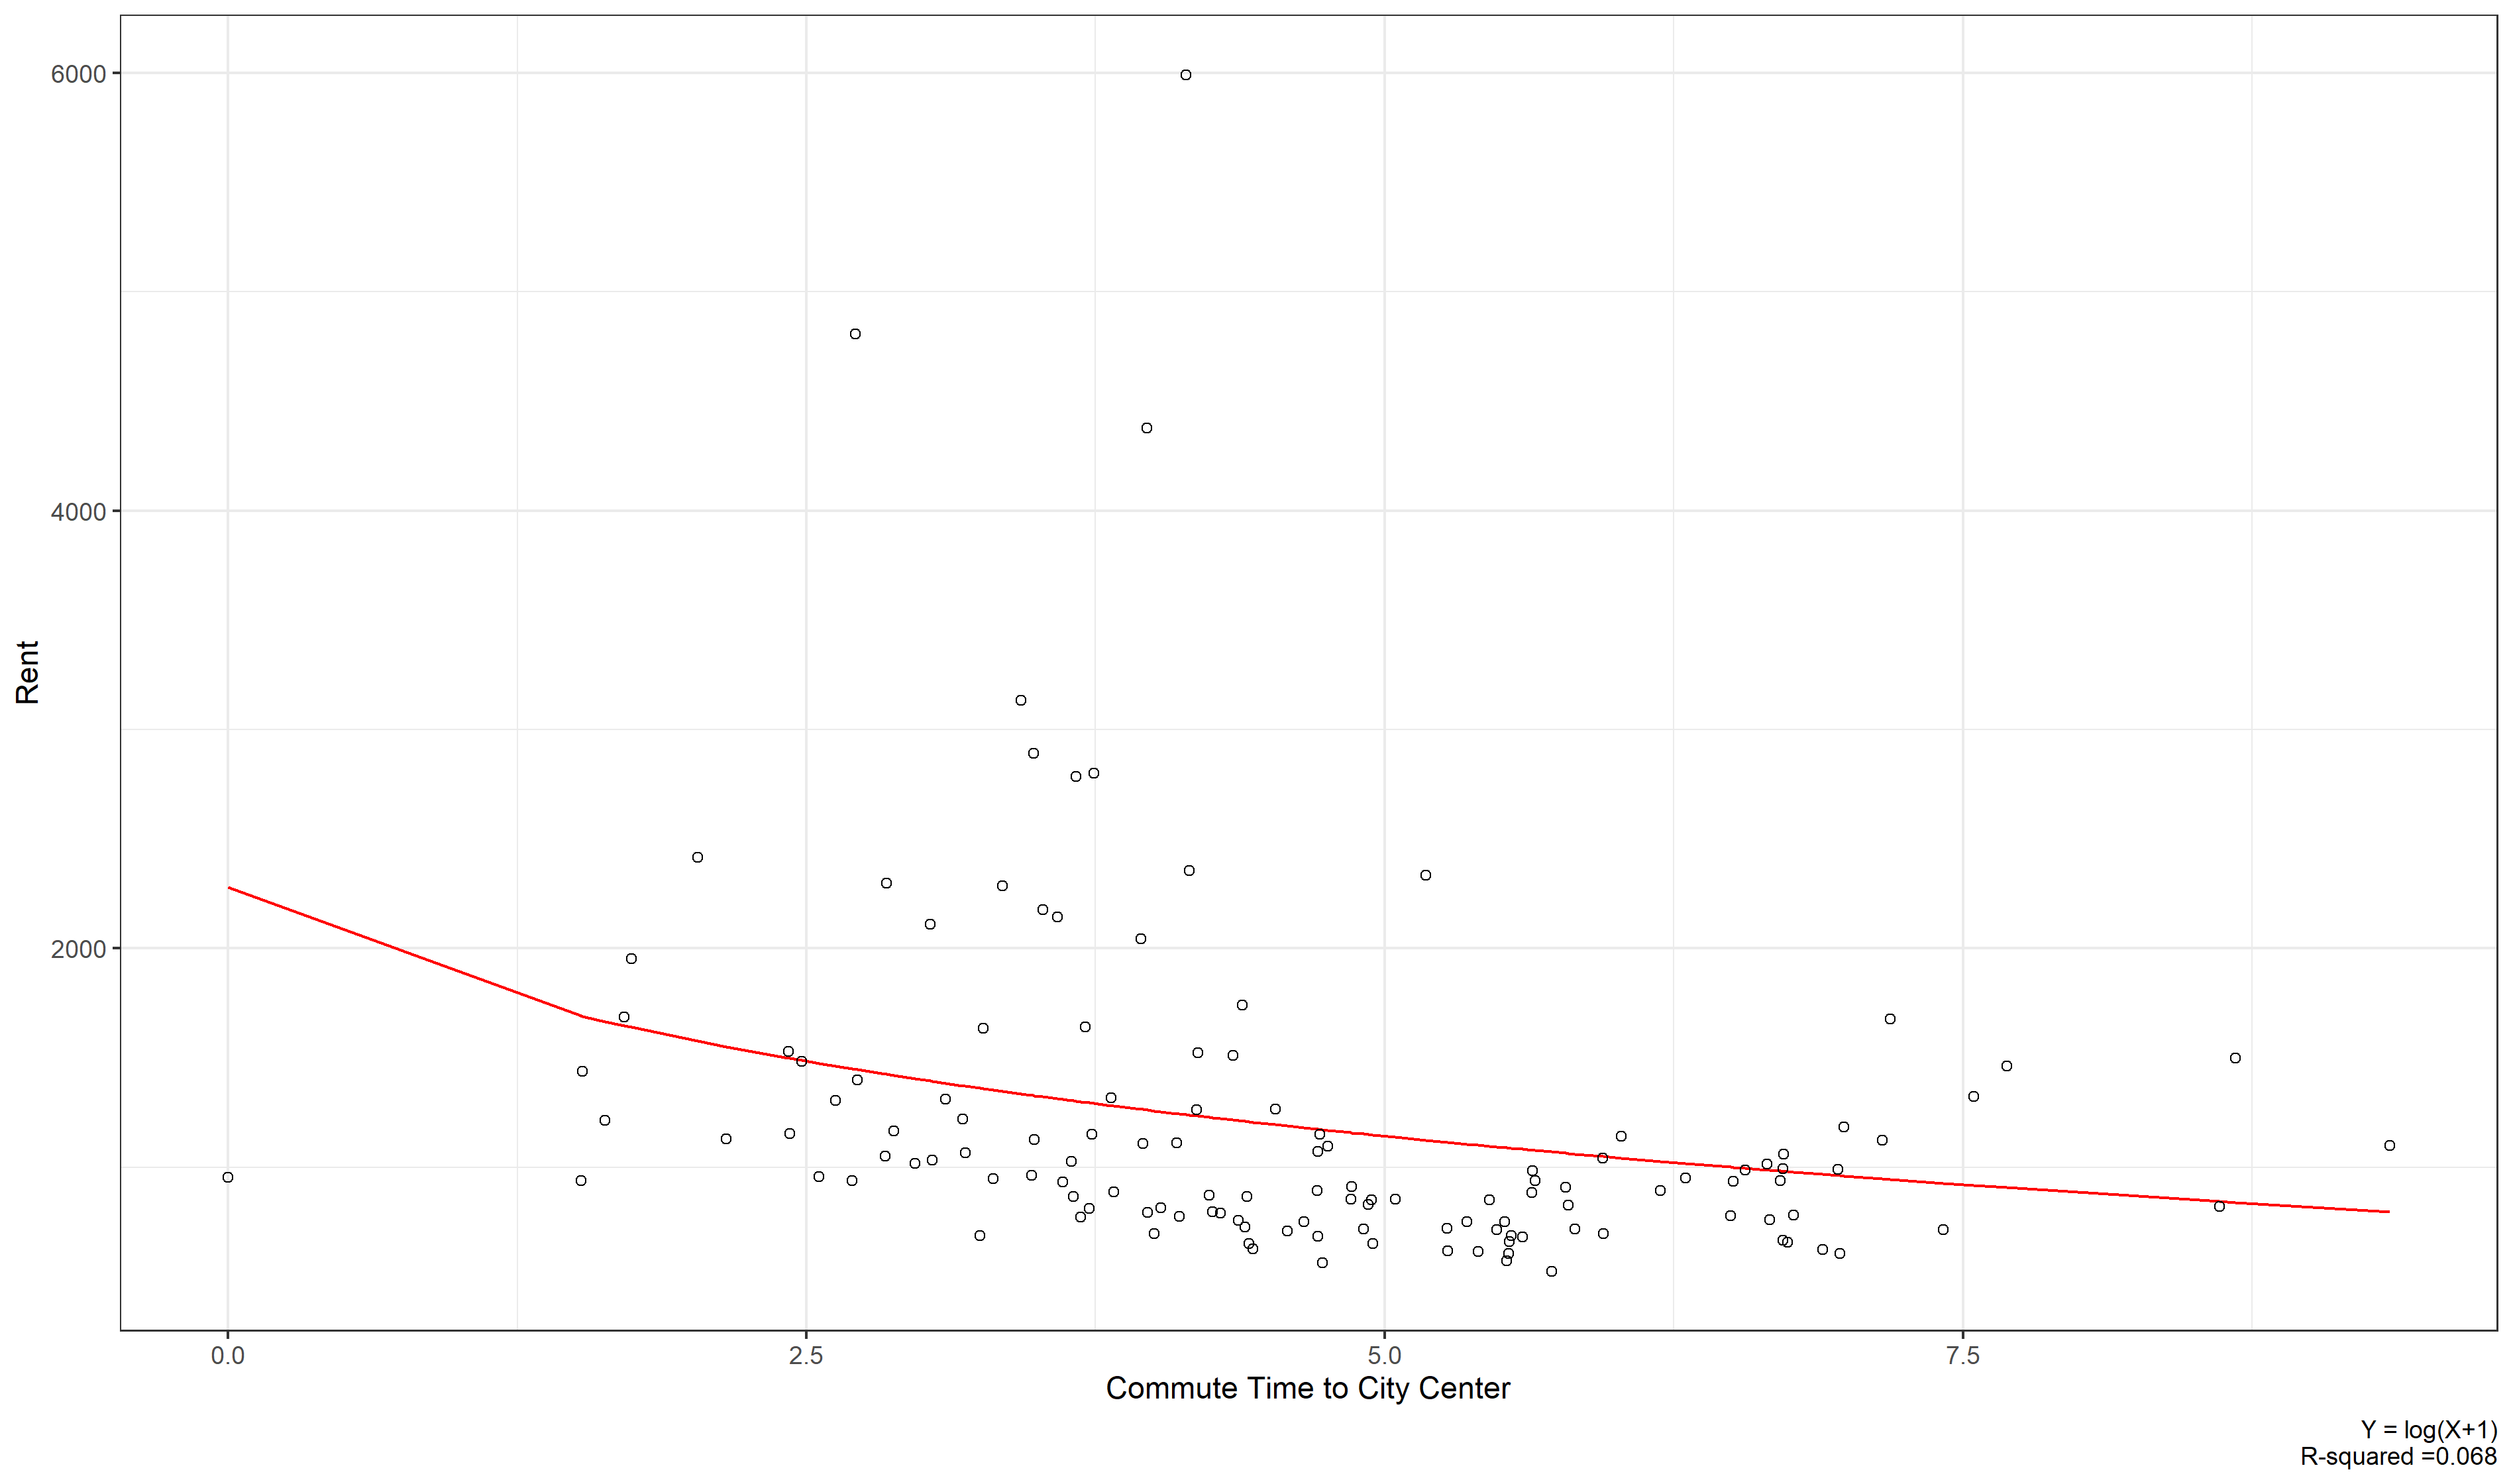 6000
4000
2000
Rent
0.0 2.5 5.0 7.5
Commute Time to City Center
Y = log(X+1)
R-squared =0.068